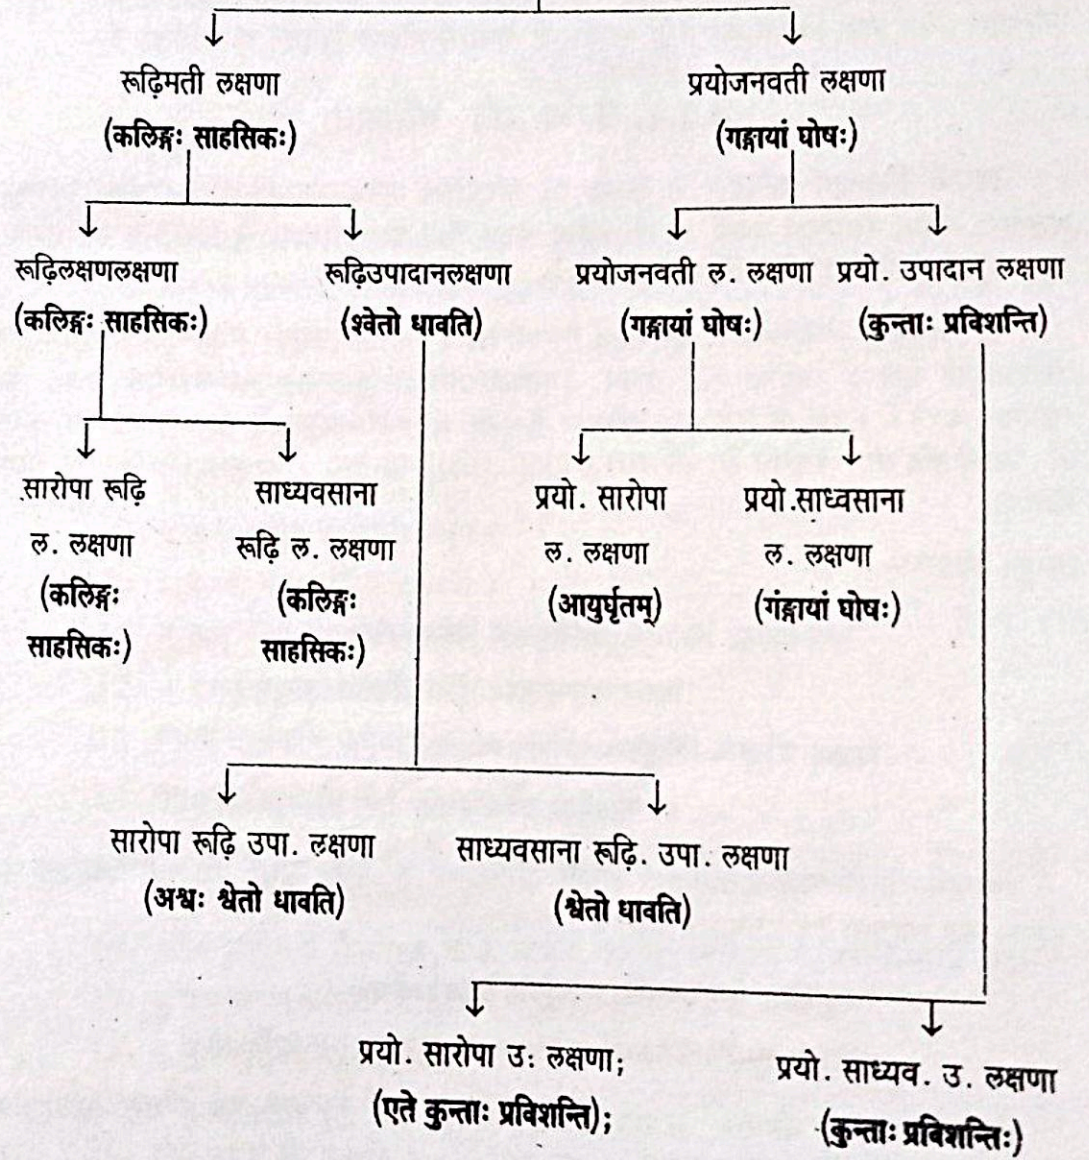 रूढ़िमती लक्षणा प्रयोजनवती लक्षणा
(कलिङ्गः साहसिकः) (गङ्गायां घोषः)
रूढ़िलक्षणलक्षणा रूढ़िउपादानलक्षणा प्रयोजनवती ल. लक्षणा प्रयो. उपादान लक्षणा
(कलिङ्गः साहसिकः) (श्वेतो धावति) (गङ्गायां घोषः) (कुन्ताः प्रविशन्ति)
सारोपा रूढ़ि साध्यवसाना प्रयो. सारोपा प्रयो.साध्वसाना
ल. लक्षणा रूढ़ि ल. लक्षणा ल. लक्षणा ल. लक्षणा
(कलिङ्गः (कलिङ्गः (आयुर्घृतम्) (गंङ्गायां घोषः)
साहसिकः) साहसिकः)
सारोपा रूढ़ि उपा. लक्षणा साध्यवसाना रूढ़ि. उपा. लक्षणा
(अश्वः श्वेतो धावति) (श्वेतो धावति)
प्रयो. सारोपा उः लक्षणा; प्रयो. साध्यव. उ. लक्षणा
(एते कुन्ताः प्रविशन्ति); (कुन्ताः प्रविशन्तिः)